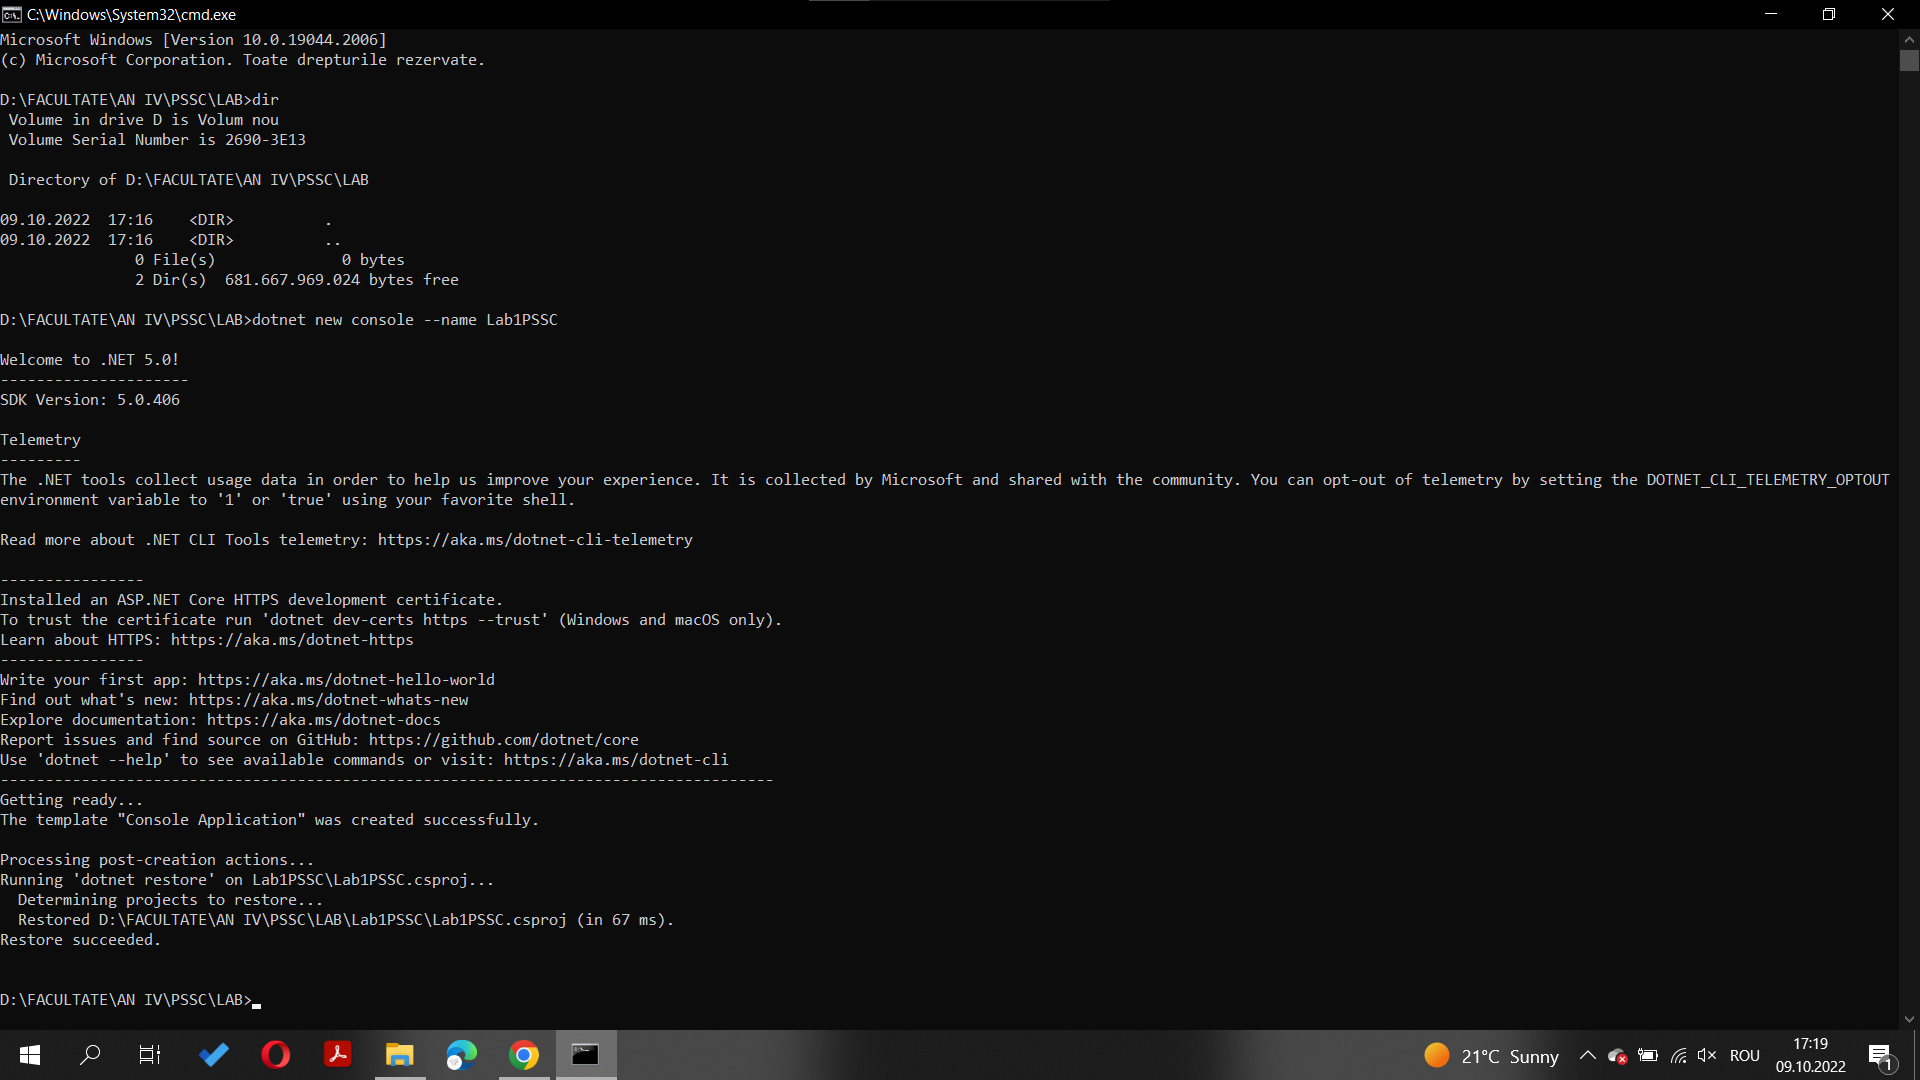 C:\Windows\System32\cmd.exe
Microsoft Windows [Version 10.0.19044.2006]
(c) Microsoft Corporation. Toate drepturile rezervate.
D:\FACULTATE\AN IV\PSSC\LAB>dir
Volume in drive D is Volum nou
Volume Serial Number is 2690-3E13
Directory of D:\FACULTATE\AN IV\PSSC\LAB
09.10.2022  17:16    <DIR>          .
09.10.2022  17:16    <DIR>          ..
0 File(s)              0 bytes
2 Dir(s)  681.667.969.024 bytes free
D:\FACULTATE\AN IV\PSSC\LAB>dotnet new console --name Lab1PSSC
Welcome to .NET 5.0!
---------------------
SDK Version: 5.0.406
Telemetry
---------
The .NET tools collect usage data in order to help us improve your experience. It is collected by Microsoft and shared with the community. You can opt-out of telemetry by setting the DOTNET_CLI_TELEMETRY_OPTOUT
environment variable to '1' or 'true' using your favorite shell.
Read more about .NET CLI Tools telemetry: https://aka.ms/dotnet-cli-telemetry
----------------
Installed an ASP.NET Core HTTPS development certificate.
To trust the certificate run 'dotnet dev-certs https --trust' (Windows and macOS only).
Learn about HTTPS: https://aka.ms/dotnet-https
----------------
Write your first app: https://aka.ms/dotnet-hello-world
Find out what's new: https://aka.ms/dotnet-whats-new
Explore documentation: https://aka.ms/dotnet-docs
Report issues and find source on GitHub: https://github.com/dotnet/core
Use 'dotnet --help' to see available commands or visit: https://aka.ms/dotnet-cli
--------------------------------------------------------------------------------------
Getting ready...
The template "Console Application" was created successfully.
Processing post-creation actions...
Running 'dotnet restore' on Lab1PSSC\Lab1PSSC.csproj...
Determining projects to restore...
Restored D:\FACULTATE\AN IV\PSSC\LAB\Lab1PSSC\Lab1PSSC.csproj (in 67 ms).
Restore succeeded.
D:\FACULTATE\AN IV\PSSC\LAB>
21°C Sunny
ROU
17:19
09.10.2022
1